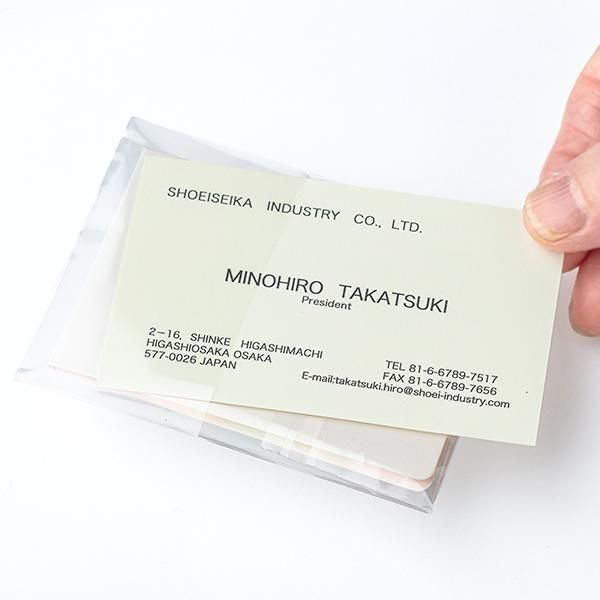 SHOEISEIKA INDUSTRY CO., LTD.
MINOHIRO TAKATSUKI
President
2−16, SHINKE HIGASHIMACHI
HIGASHIOSAKA OSAKA
577-0026 JAPAN
TEL 81-6-6789-7517
FAX 81-6-6789-7656
E-mail:takatsuki.hiro@shoei-industry.com